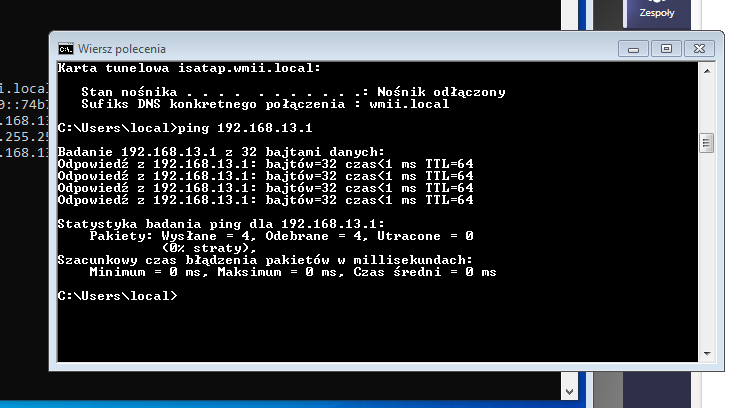 Zespoły
Wiersz polecenia
Karta tunelowa isatap.wmii.local:
Stan nośnika . . . . . . . . . . .: Nośnik odłączony
Sufiks DNS konkretnego połączenia : wmii.local
C:\Users\local>ping 192.168.13.1
Badanie 192.168.13.1 z 32 bajtami danych:
Odpowiedź z 192.168.13.1: bajtów=32 czas<1 ms TTL=64
Odpowiedź z 192.168.13.1: bajtów=32 czas<1 ms TTL=64
Odpowiedź z 192.168.13.1: bajtów=32 czas<1 ms TTL=64
Odpowiedź z 192.168.13.1: bajtów=32 czas<1 ms TTL=64
Statystyka badania ping dla 192.168.13.1:
Pakiety: Wysłane = 4, Odebrane = 4, Utracone = 0
(0% straty),
Szacunkowy czas błądzenia pakietów w millisekundach:
Minimum = 0 ms, Maksimum = 0 ms, Czas średni = 0 ms
C:\Users\local>
i.local
.168.13
.255.25
.168.13